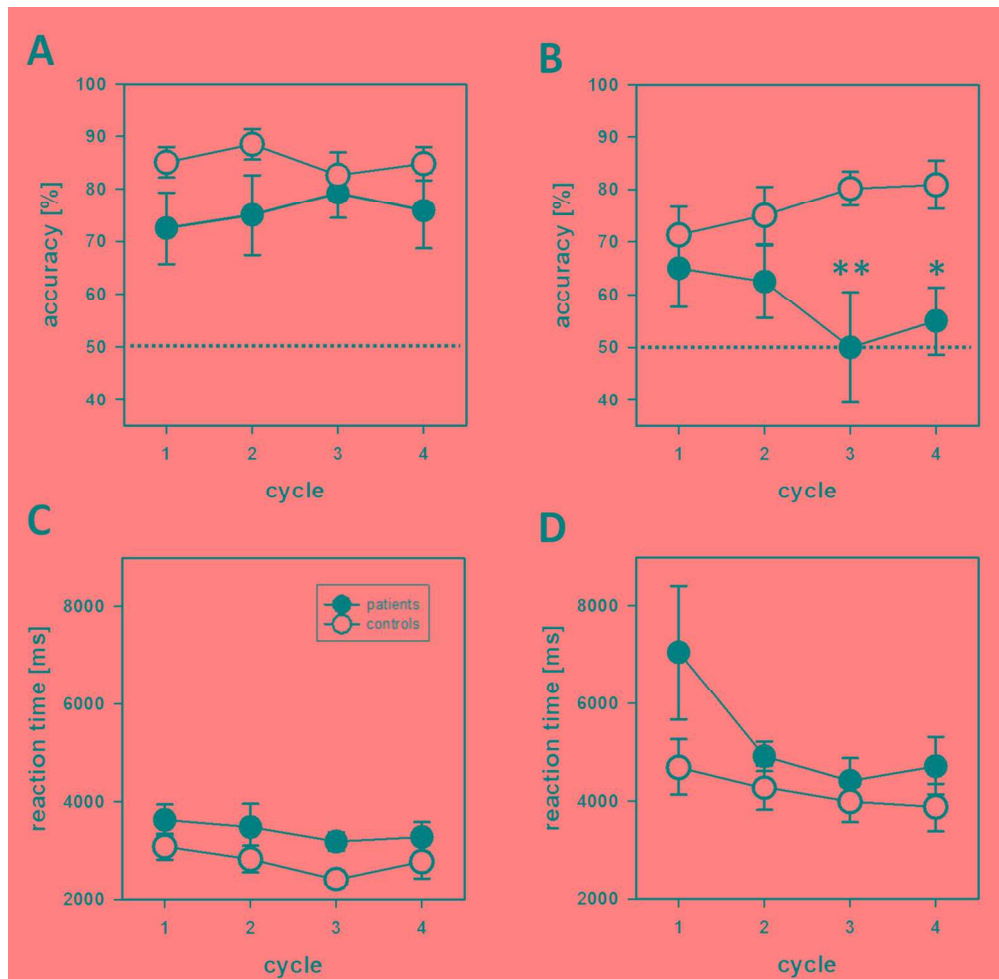 A
accuracy [%]
100
90
80
70
60
50
40
1 2 3 4
cycle
B
accuracy [%]
100
90
80
70
60
50
40
** *
1 2 3 4
cycle
C
reaction time [ms]
8000
6000
4000
2000
patients
controls
1 2 3 4
cycle
D
reaction time [ms]
8000
6000
4000
2000
1 2 3 4
cycle